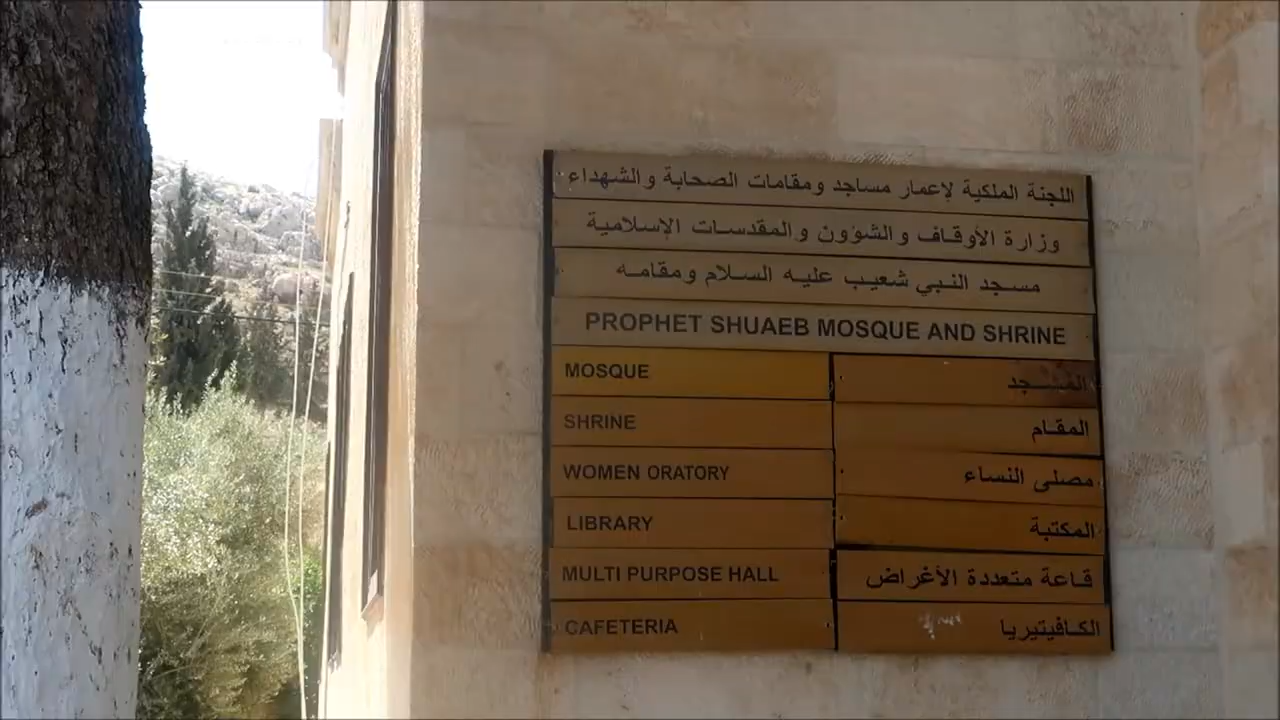 اللجنة الملكية لإعمار مساجد ومقامات الصحابة والشهداء
وزارة الأوقاف والشؤون والمقدسات الإسلامية
مسجد النبي شعيب عليه السلام ومقامه
PROPHET SHUAEB MOSQUE AND SHRINE
MOSQUE المسجد
SHRINE المقام
WOMEN ORATORY مصلى النساء
LIBRARY المكتبة
MULTI PURPOSE HALL قاعة متعددة الأغراض
CAFETERIA الكافيتيريا